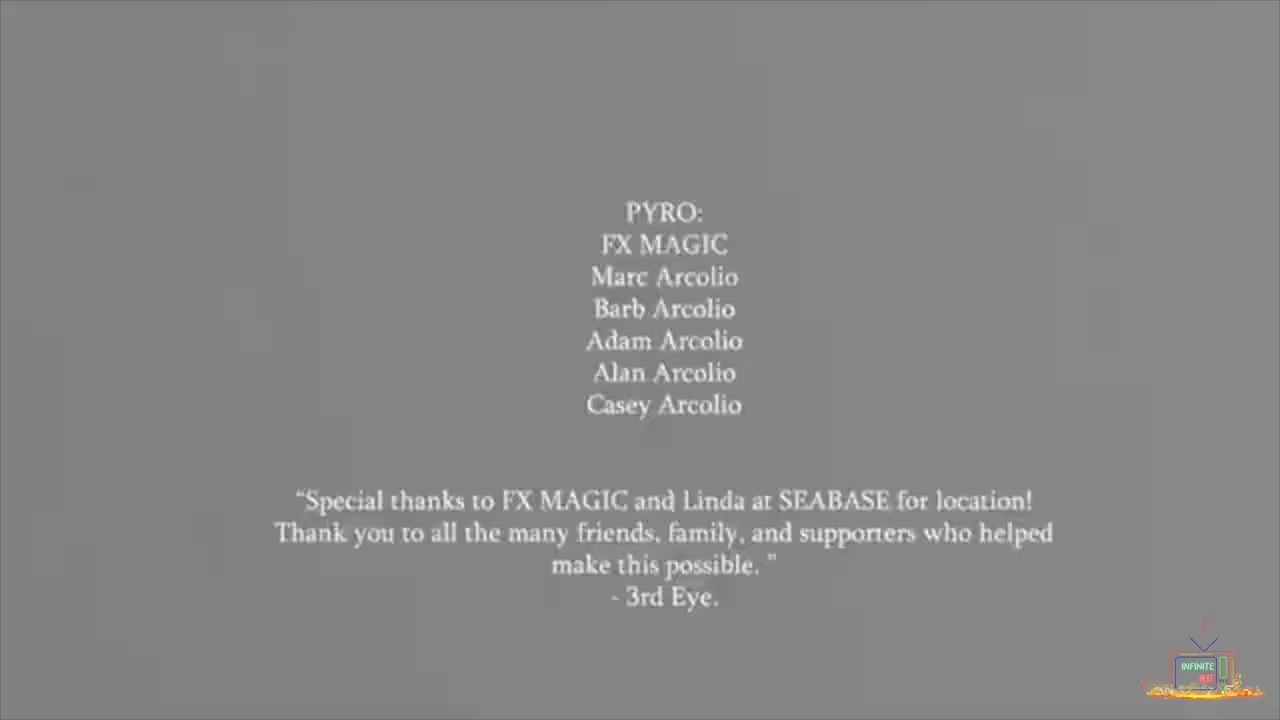 PYRO:
FX MAGIC
Marc Arcolio
Barb Arcolio
Adam Arcolio
Alan Arcolio
Casey Arcolio
“Special thanks to FX MAGIC and Linda at SEABASE for location!
Thank you to all the many friends, family, and supporters who helped
make this possible. ”
- 3rd Eye.
INFINITE